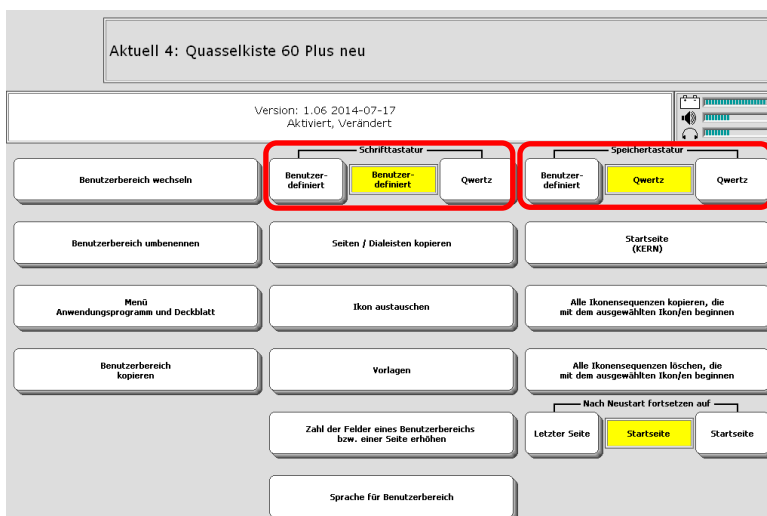 Aktuell 4: Quasselkiste 60 Plus neu
Version: 1.06 2014-07-17
Aktiviert, Verändert
Schrifttastatur
Speichertastatur
Benutzerbereich wechseln
Benutzer-
definiert
Benutzer-
definiert
Qwertz
Benutzer-
definiert
Qwertz
Qwertz
Benutzerbereich umbenennen
Seiten / Dialeisten kopieren
Startseite
(KERN)
Menü
Anwendungsprogramm und Deckblatt
Ikon austauschen
Alle Ikonensequenzen kopieren, die
mit dem ausgewählten Ikon/en beginnen
Benutzerbereich
kopieren
Vorlagen
Alle Ikonensequenzen löschen, die
mit dem ausgewählten Ikon/en beginnen
Nach Neustart fortsetzen auf
Zahl der Felder eines Benutzerbereichs
bzw. einer Seite erhöhen
Letzter Seite
Startseite
Startseite
Sprache für Benutzerbereich